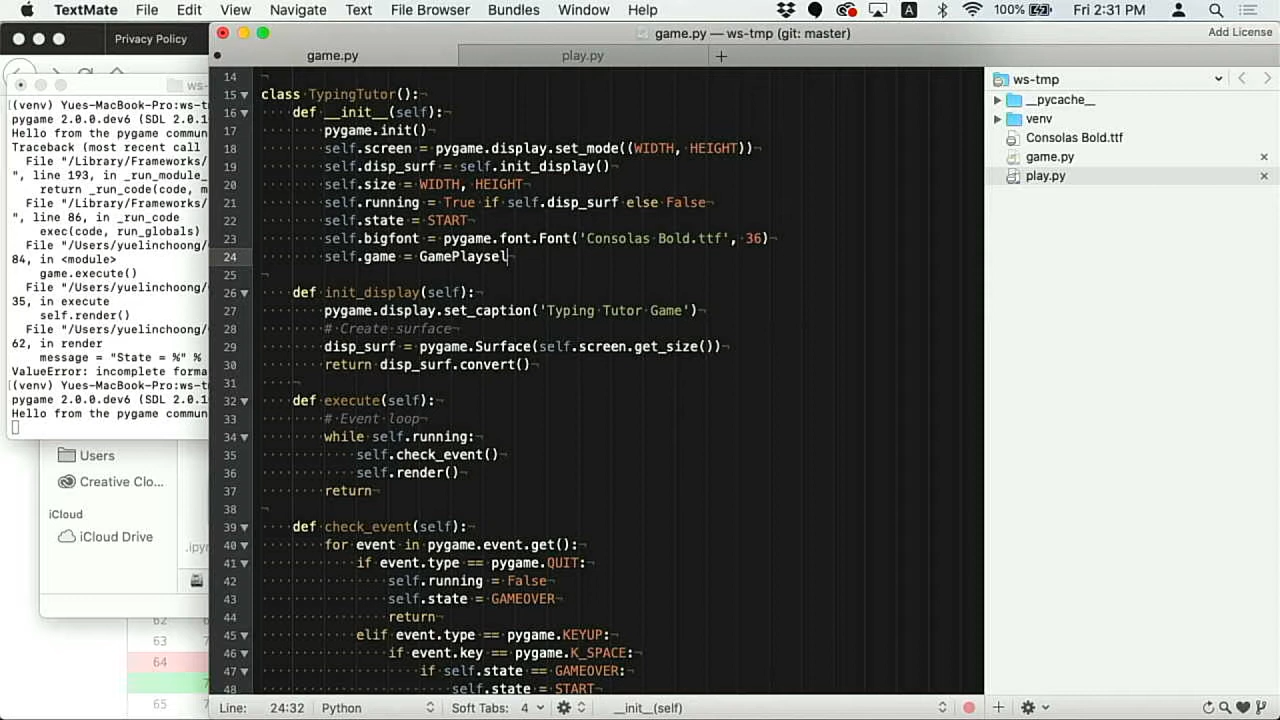 TextMate File Edit View Navigate Text File Browser Bundles Window Help 100% Fri 2:31 PM
Privacy Policy
game.py — ws-tmp (git: master)
Add License
game.py
play.py
ws-
(venv) Yues-MacBook-Pro:ws-t
pygame 2.0.0.dev6 (SDL 2.0.1
Hello from the pygame commun
Traceback (most recent call
File "/Library/Frameworks/
", line 193, in _run_module_
return _run_code(code, m
File "/Library/Frameworks/
", line 86, in _run_code
exec(code, run_globals)
File "/Users/yuelinchoong/
84, in <module>
game.execute()
File "/Users/yuelinchoong/
35, in execute
self.render()
File "/Users/yuelinchoong/
62, in render
message = "State = %" %
ValueError: incomplete forma
(venv) Yues-MacBook-Pro:ws-t
pygame 2.0.0.dev6 (SDL 2.0.1
Hello from the pygame commun
Users
Creative Clo...
iCloud
iCloud Drive
.ipyn
62
63
64
65
14
15 class TypingTutor():
16 def __init__(self):
17 pygame.init()
18 self.screen = pygame.display.set_mode((WIDTH, HEIGHT))
19 self.disp_surf = self.init_display()
20 self.size = WIDTH, HEIGHT
21 self.running = True if self.disp_surf else False
22 self.state = START
23 self.bigfont = pygame.font.Font('Consolas Bold.ttf', 36)
24 self.game = GamePlaysel
25
26 def init_display(self):
27 pygame.display.set_caption('Typing Tutor Game')
28 # Create surface
29 disp_surf = pygame.Surface(self.screen.get_size())
30 return disp_surf.convert()
31
32 def execute(self):
33 # Event loop
34 while self.running:
35 self.check_event()
36 self.render()
37 return
38
39 def check_event(self):
40 for event in pygame.event.get():
41 if event.type == pygame.QUIT:
42 self.running = False
43 self.state = GAMEOVER
44 return
45 elif event.type == pygame.KEYUP:
46 if event.key == pygame.K_SPACE:
47 if self.state == GAMEOVER:
48 self.state = START
Line: 24:32 Python Soft Tabs: 4 __init__(self)
ws-tmp
__pycache__
venv
Consolas Bold.ttf
game.py
play.py